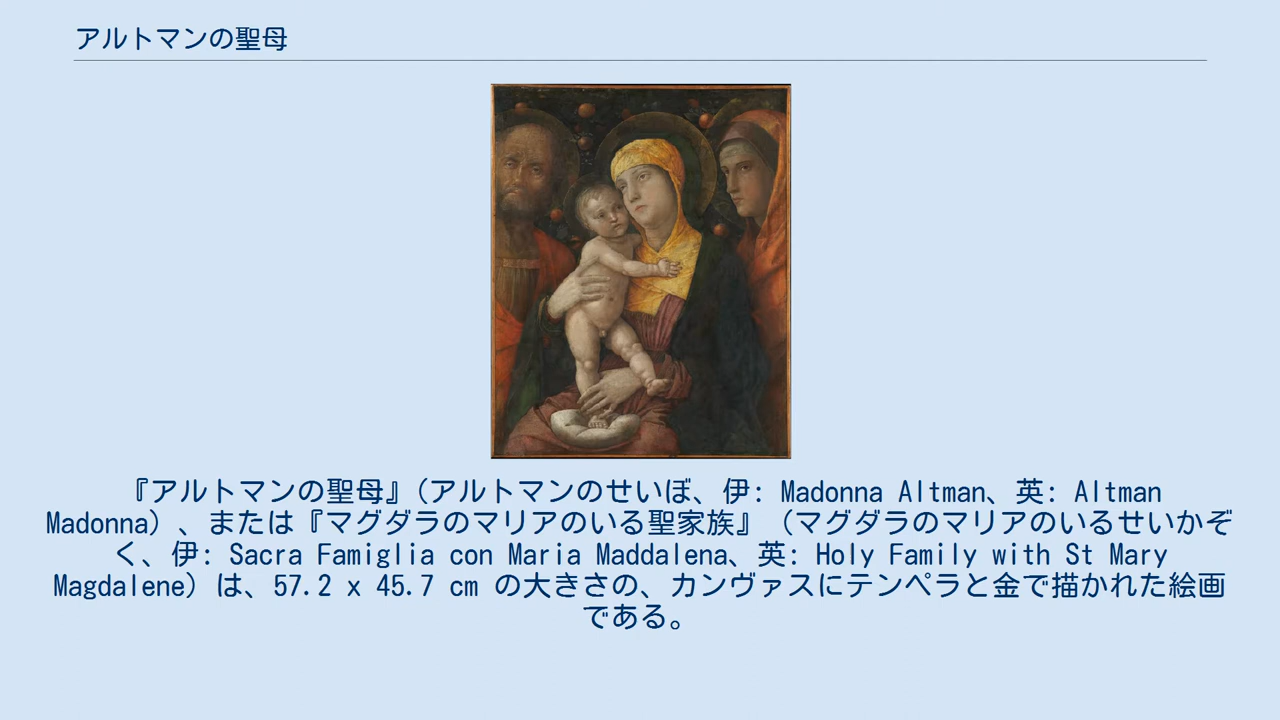 アルトマンの聖母
『アルトマンの聖母』（アルトマンのせいぼ、伊: Madonna Altman、英: Altman
Madonna）、または『マグダラのマリアのいる聖家族』（マグダラのマリアのいるせいかぞ
く、伊: Sacra Famiglia con Maria Maddalena、英: Holy Family with St Mary
Magdalene）は、57.2 x 45.7 cm の大きさの、カンヴァスにテンペラと金で描かれた絵画
である。